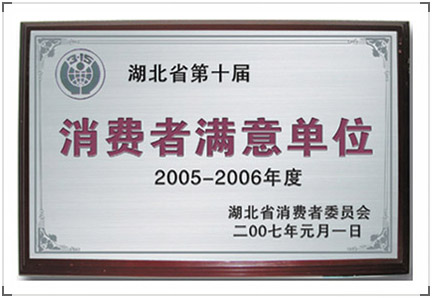 3·15
湖北省第十届
消费者满意单位
2005-2006年度
湖北省消费者委员会
二00七年元月一日